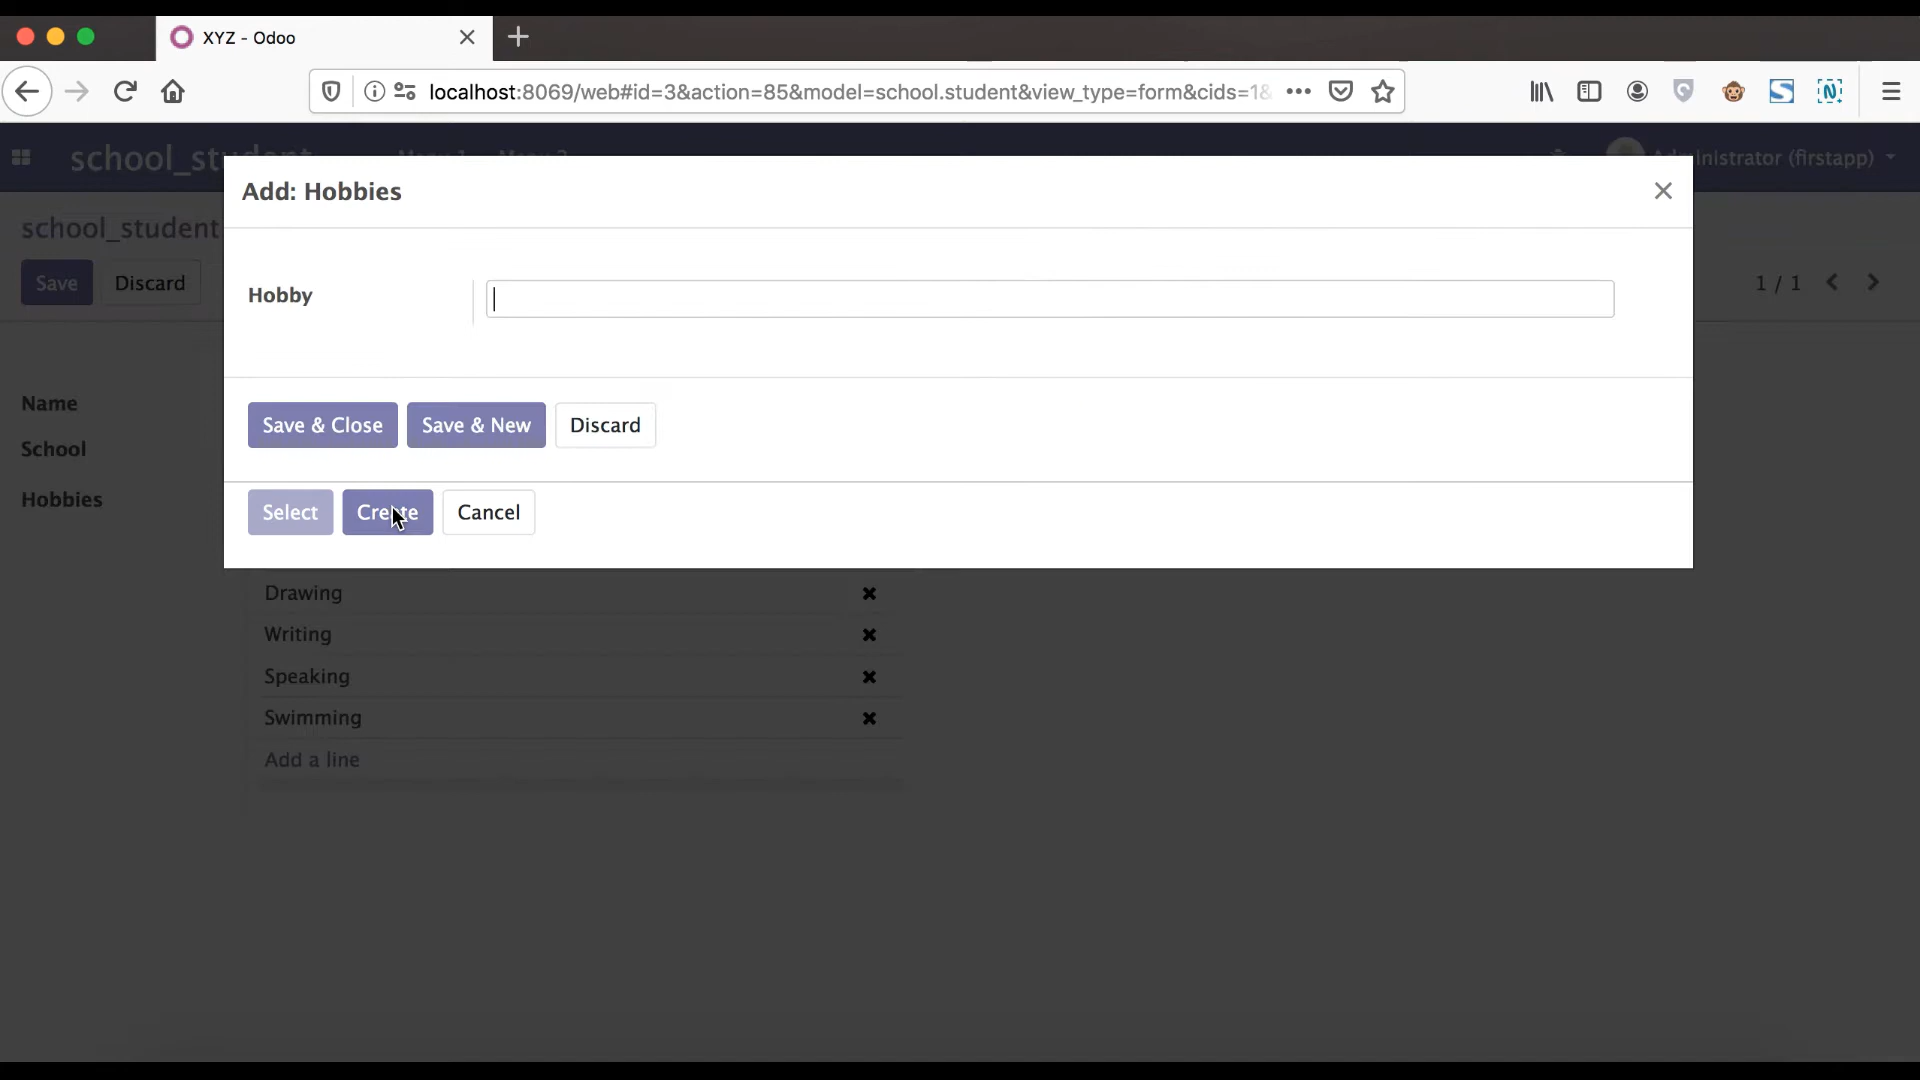 XYZ - Odoo
localhost:8069/web#id=3&action=85&model=school.student&view_type=form&cids=1&
school_student
inistrator (firstapp)
Add: Hobbies
school_student
Save Discard
1 / 1
Hobby
Name
Save & Close Save & New Discard
School
Hobbies
Select Create Cancel
Drawing
Writing
Speaking
Swimming
Add a line